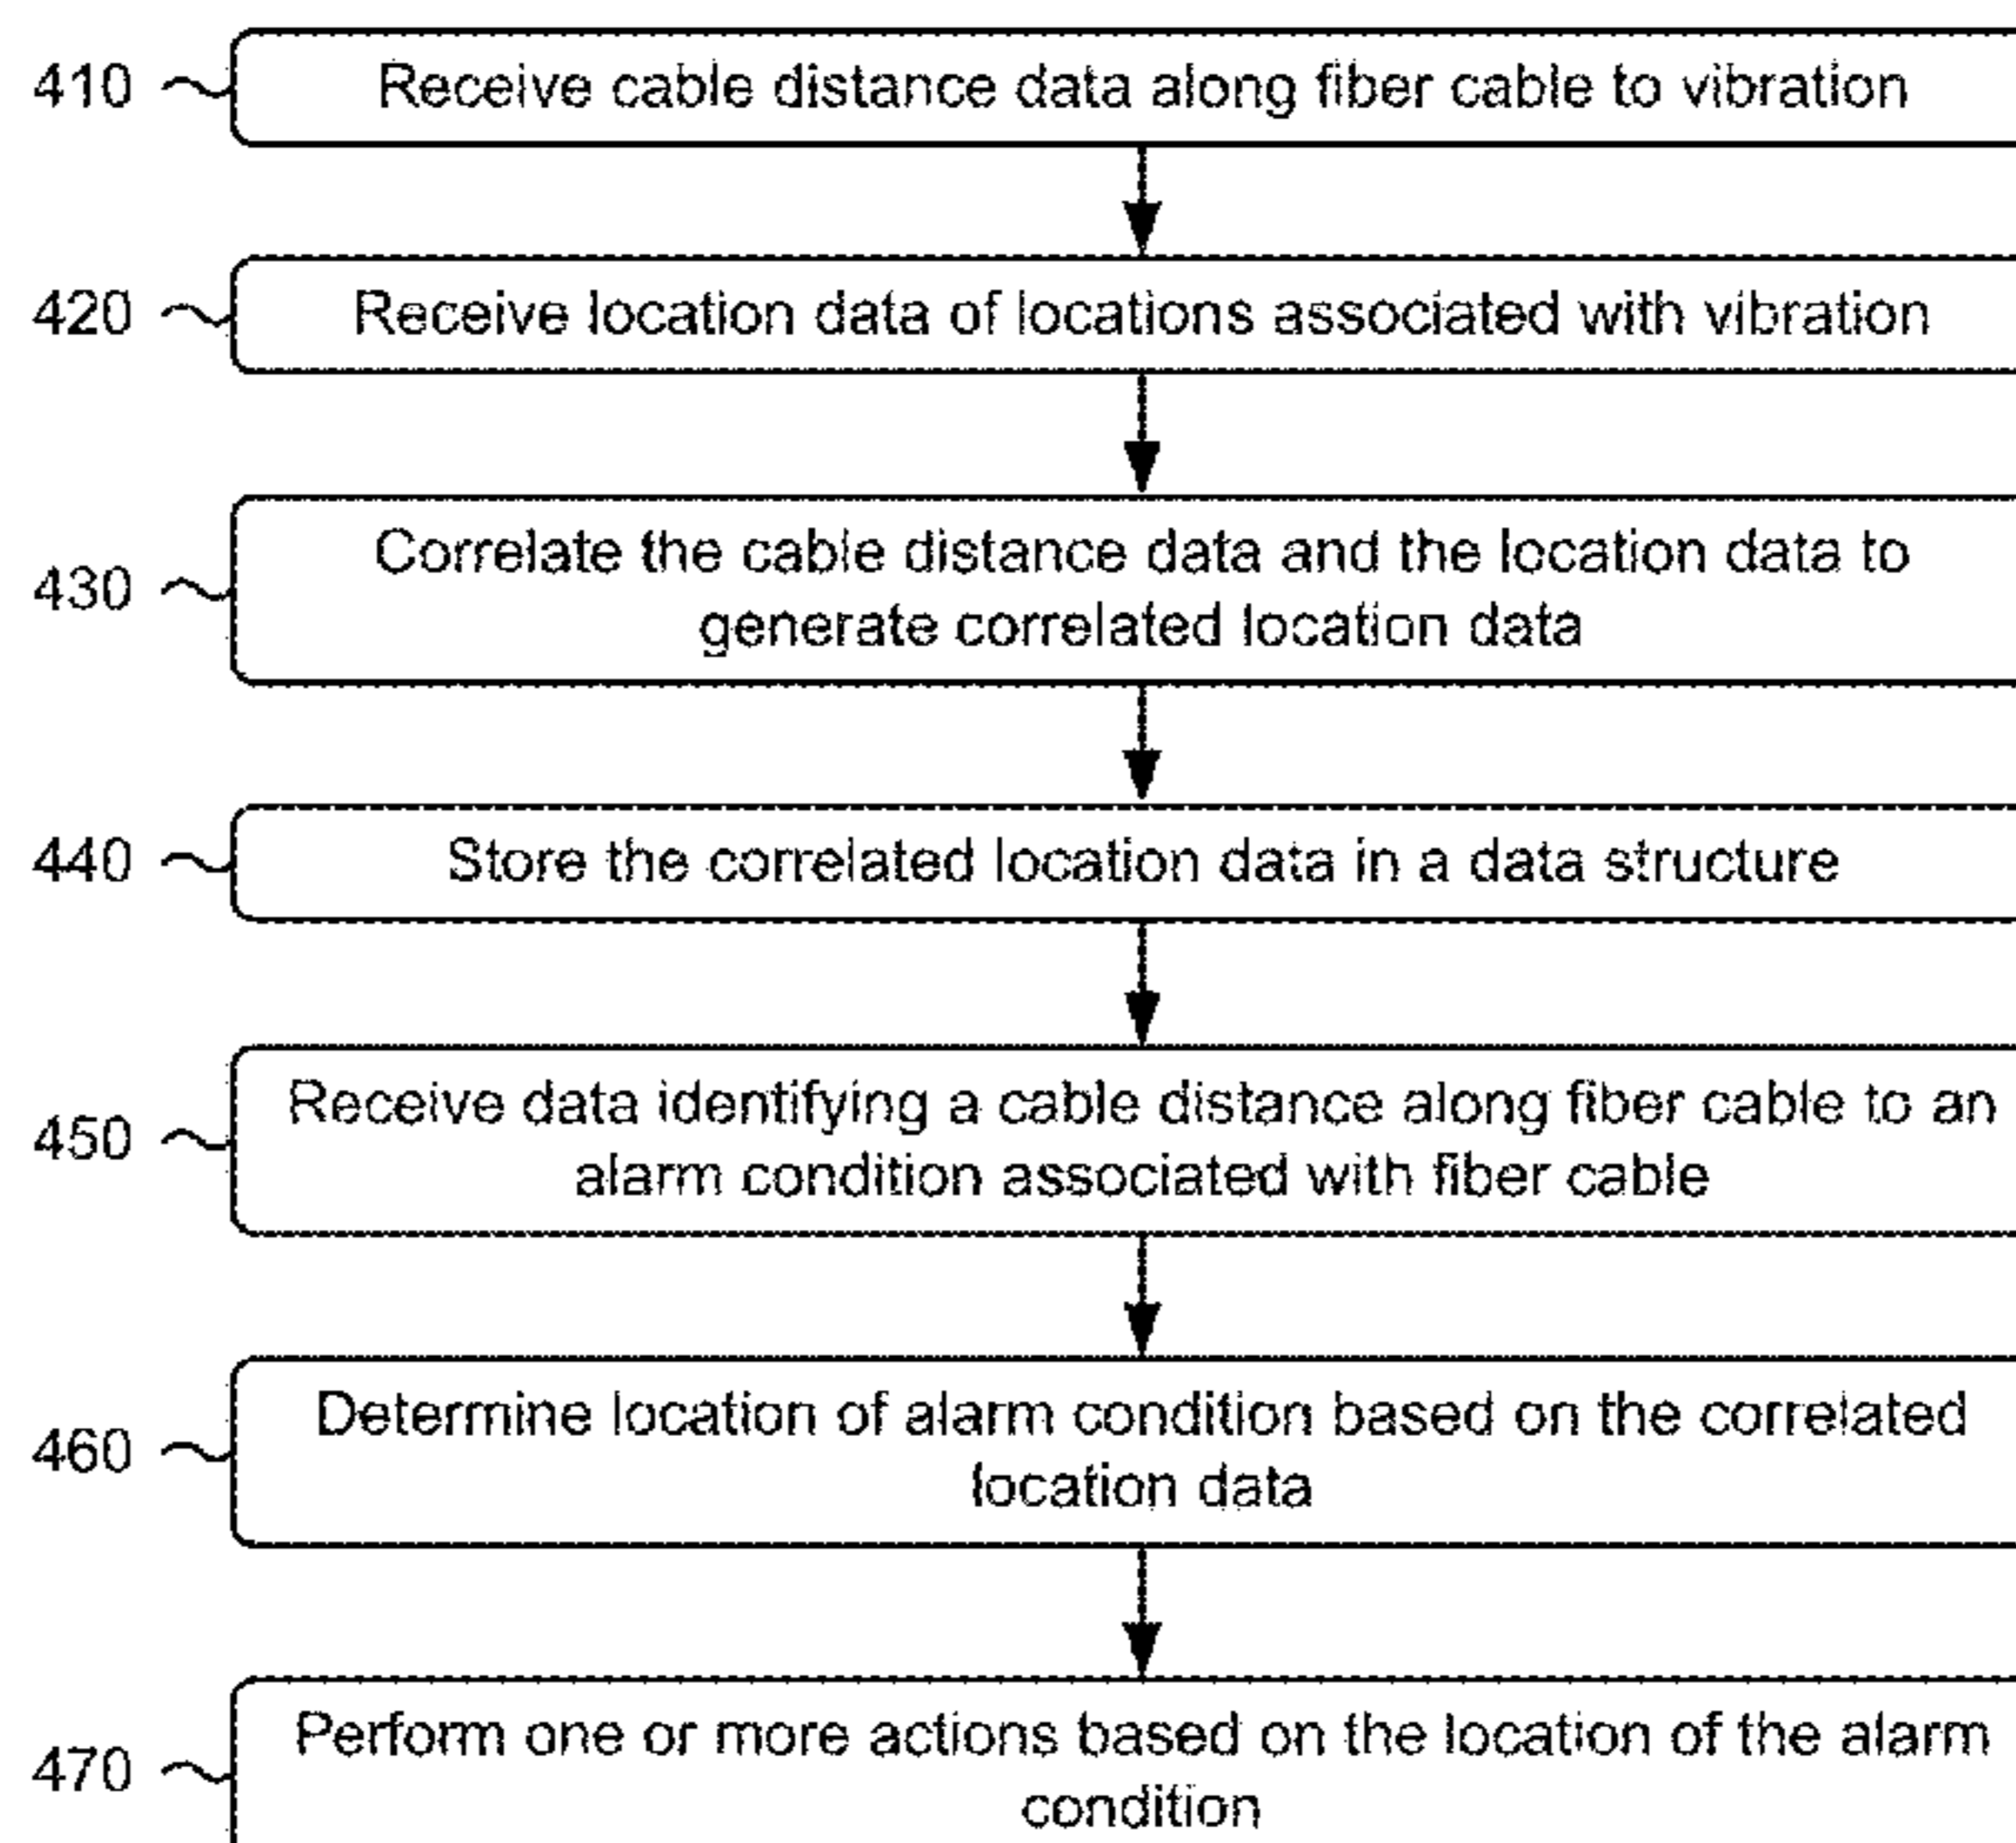 410
Receive cable distance data along fiber cable to vibration
420
Receive location data of locations associated with vibration
430
Correlate the cable distance data and the location data to
generate correlated location data
440
Store the correlated location data in a data structure
450
Receive data identifying a cable distance along fiber cable to an
alarm condition associated with fiber cable
460
Determine location of alarm condition based on the correlated
location data
470
Perform one or more actions based on the location of the alarm
condition